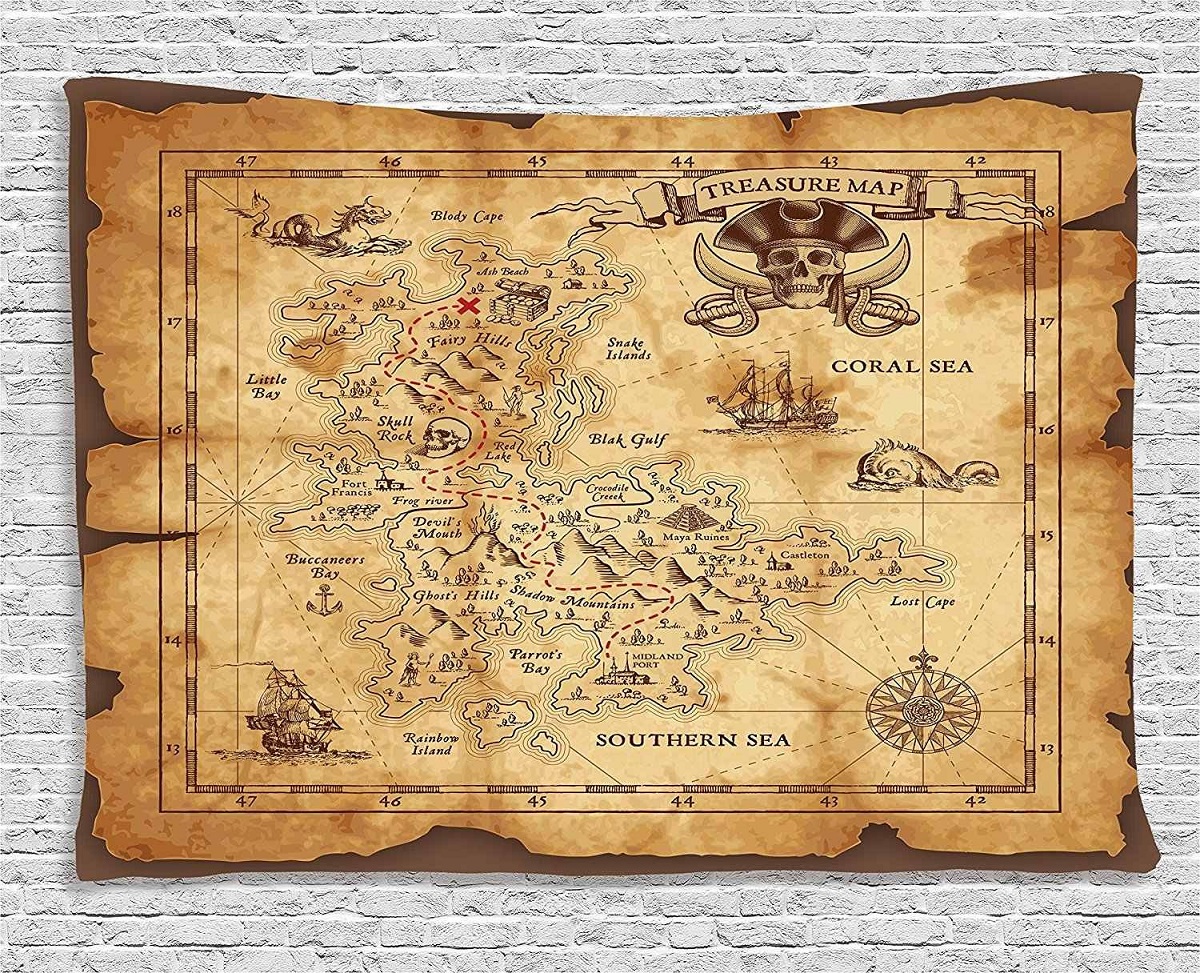 47 46 45 44 43 42
TREASURE MAP
18 18
Blody Cape
Ash Beach
17 17
Fairy Hills
Snake
Islands
CORAL SEA
Little
Bay
Skull
Rock
16 16
Blak Gulf
Red
Lake
Fort
Francis
Frog river
Crocodile
Creeek
15 15
Devil's
Mouth
Maya Ruines
Castleton
Buccaneers
Bay
Ghost's Hills
Shadow Mountains
Lost Cape
14 14
Parrot's
Bay
MIDLAND
PORT
Rainbow
Island
SOUTHERN SEA
13 13
47 46 45 44 43 42